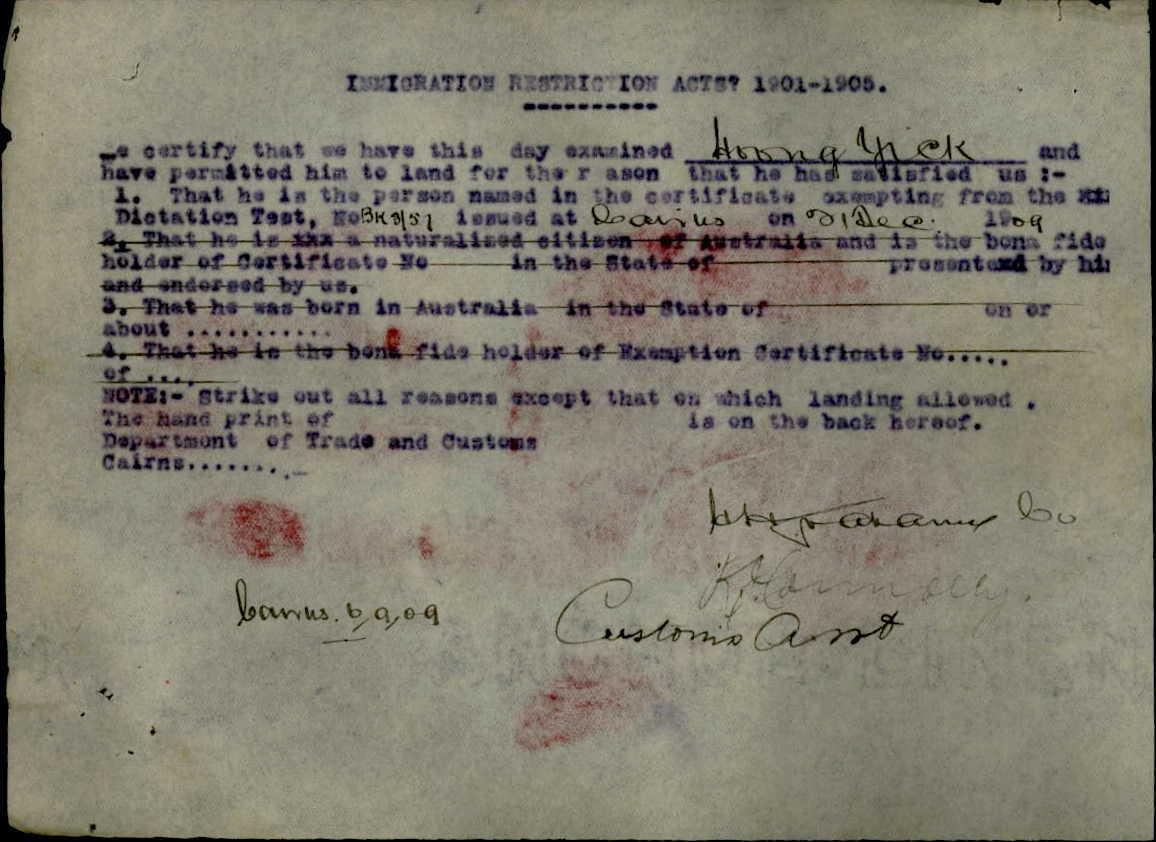 IMMIGRATION RESTRICTION ACTS? 1901-1905.
We certify that we have this day examined Hoong Yick and
have permitted him to land for the r ason that he has satisfied us :-
1. That he is the person named in the certificate exempting from the
Dictation Test, No BK3/57 issued at Cairns on 21 Dec. 1909
2. That he is xxx a naturalised citizen of Australia and is the bona fide
holder of Certificate No in the State of presented by him
and endorsed by us.
3. That he was born in Australia in the State of on or
about ...........
4. That he is the bona fide holder of Exemption Certificate No.....
of ....
NOTE:- Strike out all reasons except that on which landing allowed .
The hand print of is on the back hereof.
Department of Trade and Customs
Cairns........
Co
Connolly.
Cairns. 6/9/09
Customs Asst